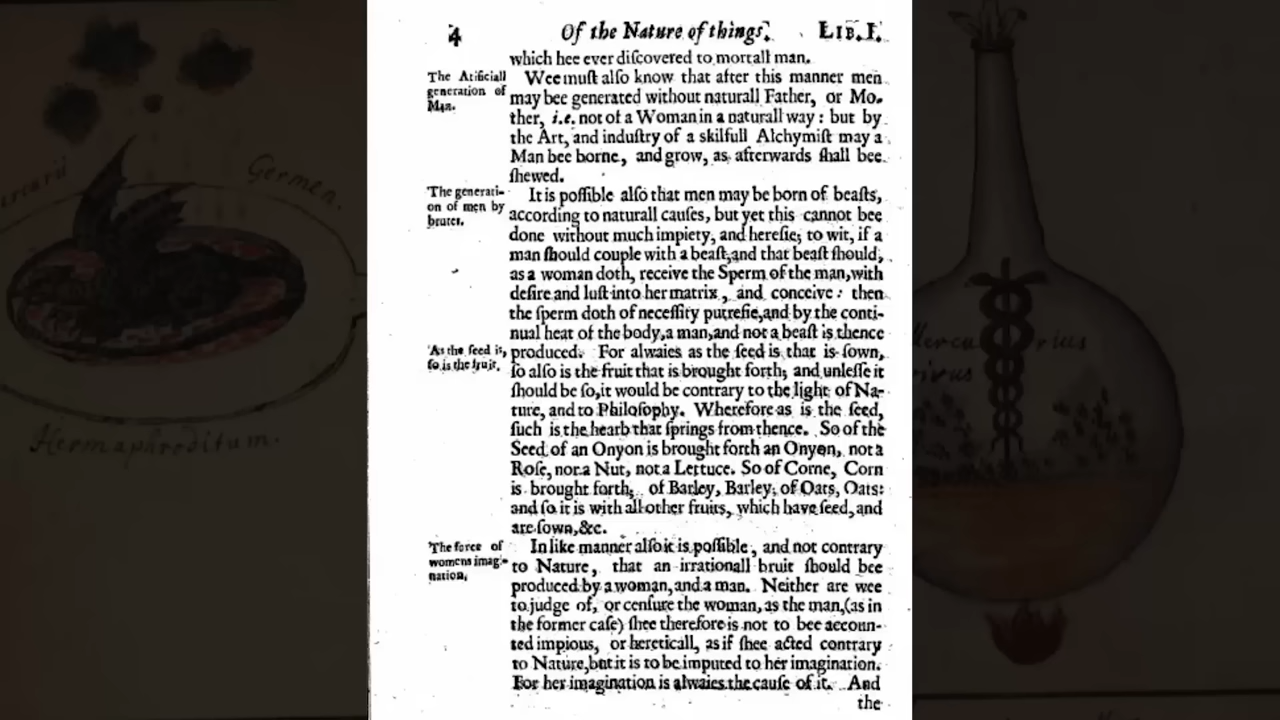 4 Of the Nature of things. LIB.I.
which hee ever diſcovered to mortall man.
The Atificiall
generation of
Man.
Wee muſt alſo know that after this manner men
may bee generated without naturall Father, or Mo-
ther, i.e. not of a Woman in a naturall way : but by
the Art, and induſtry of a skilfull Alchymiſt may a
Man bee borne, and grow, as afterwards ſhall bee
ſhewed.
The generati-
on of men by
brutes.
It is poſſible alſo that men may be born of beaſts,
according to naturall cauſes, but yet this cannot bee
done without much impiety, and hereſie; to wit, if a
man ſhould couple with a beaſt, and that beaſt ſhould,
as a woman doth, receive the Sperm of the man, with
deſire and luſt into her matrix, and conceive : then
the ſperm doth of neceſſity putrefie, and by the conti-
nual heat of the body, a man, and not a beaſt is thence
As the ſeed is,
ſo is the fruit.
produced. For alwaies as the ſeed is that is ſown,
ſo alſo is the fruit that is brought forth; and unleſſe it
ſhould be ſo, it would be contrary to the light of Na-
ture, and to Philoſophy. Wherefore as is the ſeed,
ſuch is the hearb that ſprings from thence. So of the
Seed of an Onyon is brought forth an Onyon, not a
Roſe, nor a Nut, not a Lettuce. So of Corne, Corn
is brought forth, of Barley, Barley; of Oats, Oats:
and ſo it is with all other fruits, which have ſeed, and
are ſown, &c.
The force of
womens imagi-
nation,
In like manner alſo it is poſſible, and not contrary
to Nature, that an irrationall bruit ſhould bee
produced by a woman, and a man. Neither are wee
to judge of, or cenſure the woman, as the man, (as in
the former caſe) ſhee therefore is not to bee accoun-
ted impious, or hereticall, as if ſhee acted contrary
to Nature, but it is to be imputed to her imagination.
For her imagination is alwaies the cauſe of it. And
the
Germen.
Hermaphroditum.